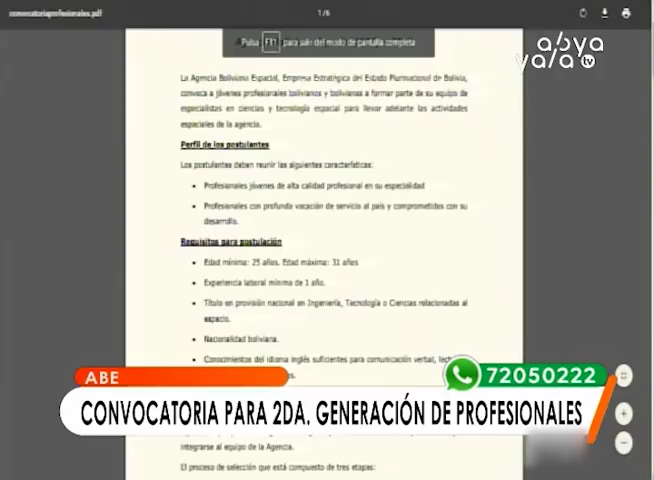 convocatoriaprofesionales.pdf
1/6
Pulsa F11 para salir del modo de pantalla completa
abya yala tv
La Agencia Boliviana Espacial, Empresa Estratégica del Estado Plurinacional de Bolivia,
convoca a jóvenes profesionales bolivianos y bolivianas a formar parte de su equipo de
especialistas en ciencias y tecnología espacial para llevar adelante las actividades
espaciales de la agencia.
Perfil de los postulantes
Los postulantes deben reunir las siguientes características:
• Profesionales jóvenes de alta calidad profesional en su especialidad
• Profesionales con profunda vocación de servicio al país y comprometidos con su
desarrollo.
Requisitos para postulación
• Edad mínima: 25 años. Edad máxima: 31 años
• Experiencia laboral mínima de 1 año.
• Título en provisión nacional en Ingeniería, Tecnología o Ciencias relacionadas al
espacio.
• Nacionalidad boliviana.
• Conocimientos del idioma inglés suficientes para comunicación verbal,
ABE
72050222
CONVOCATORIA PARA 2DA. GENERACIÓN DE PROFESIONALES
integrarse al equipo de la Agencia.
El proceso de selección que está compuesto de tres etapas: